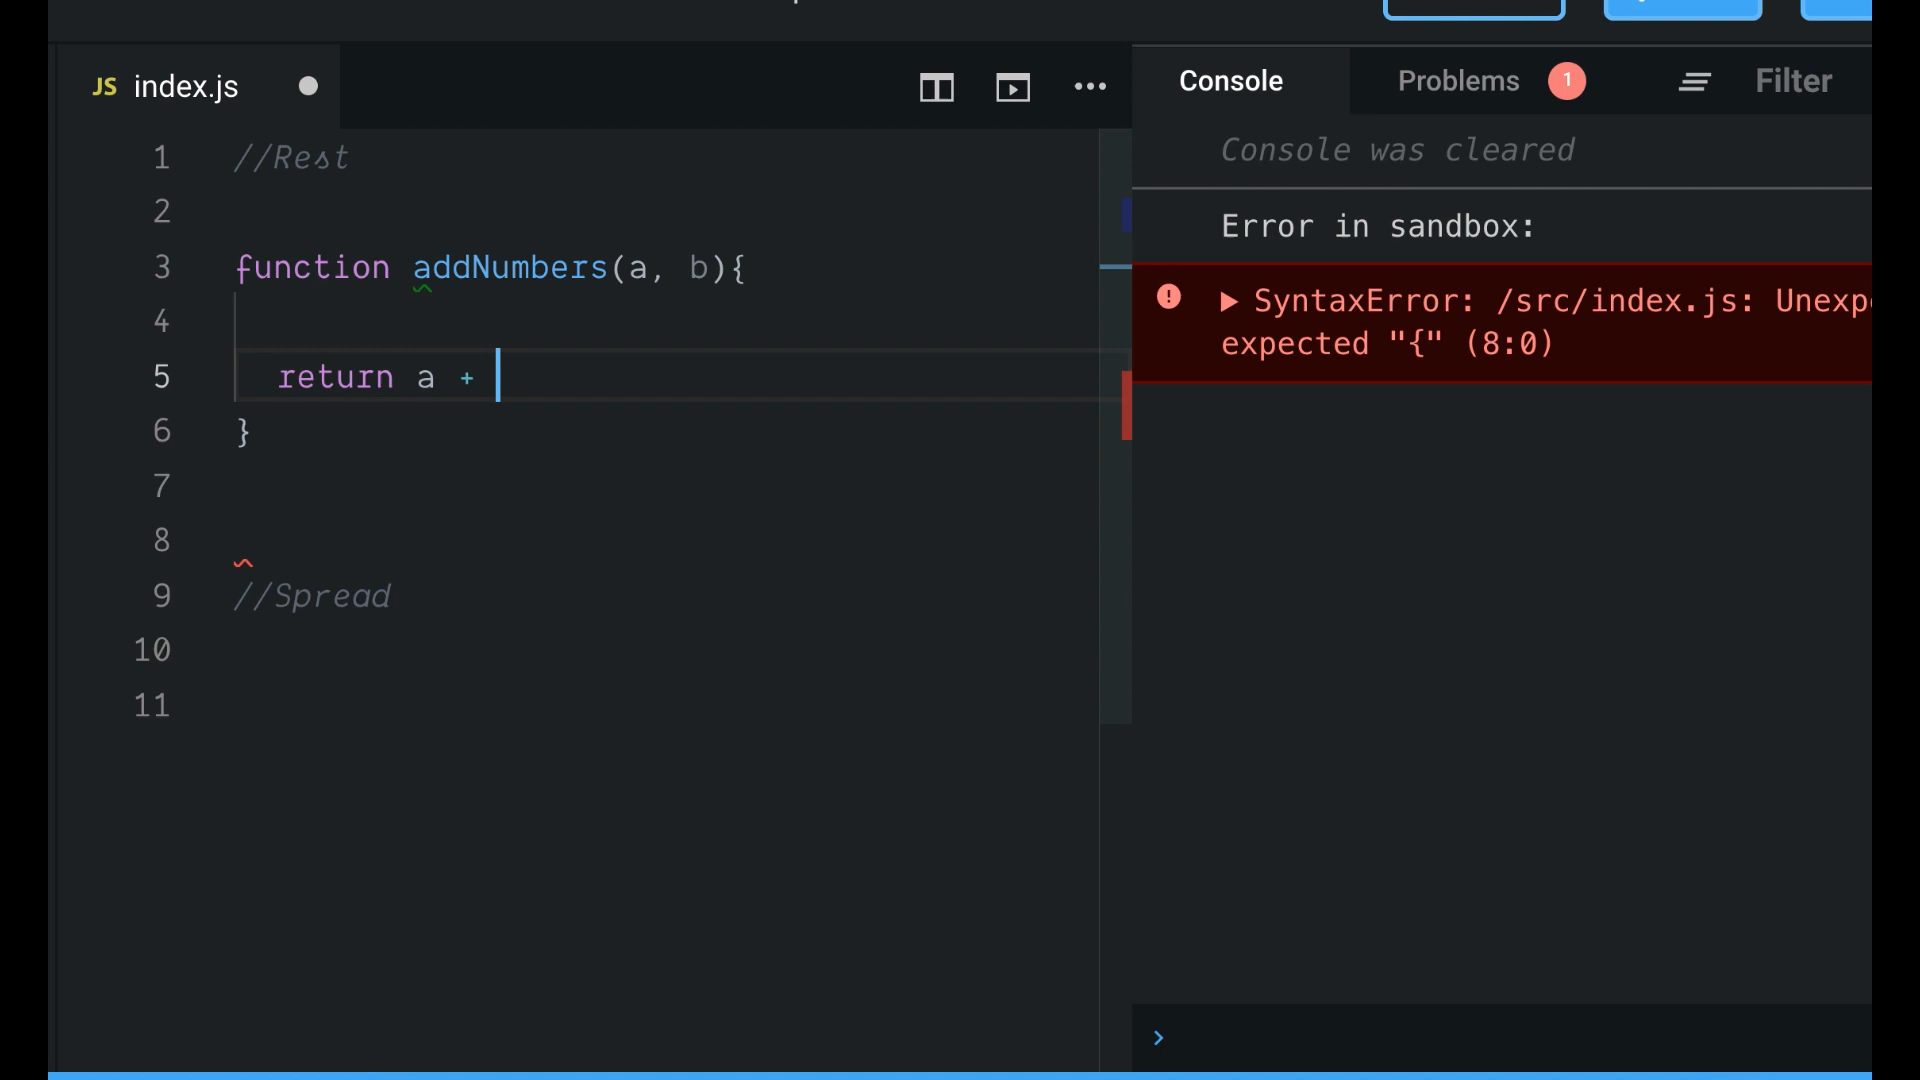 JS index.js
Console
Problems 1
Filter
1 //Rest
2
3 function addNumbers(a, b){
4
5 return a +
6 }
7
8
9 //Spread
10
11
Console was cleared
Error in sandbox:
SyntaxError: /src/index.js:
expected "{" (8:0)